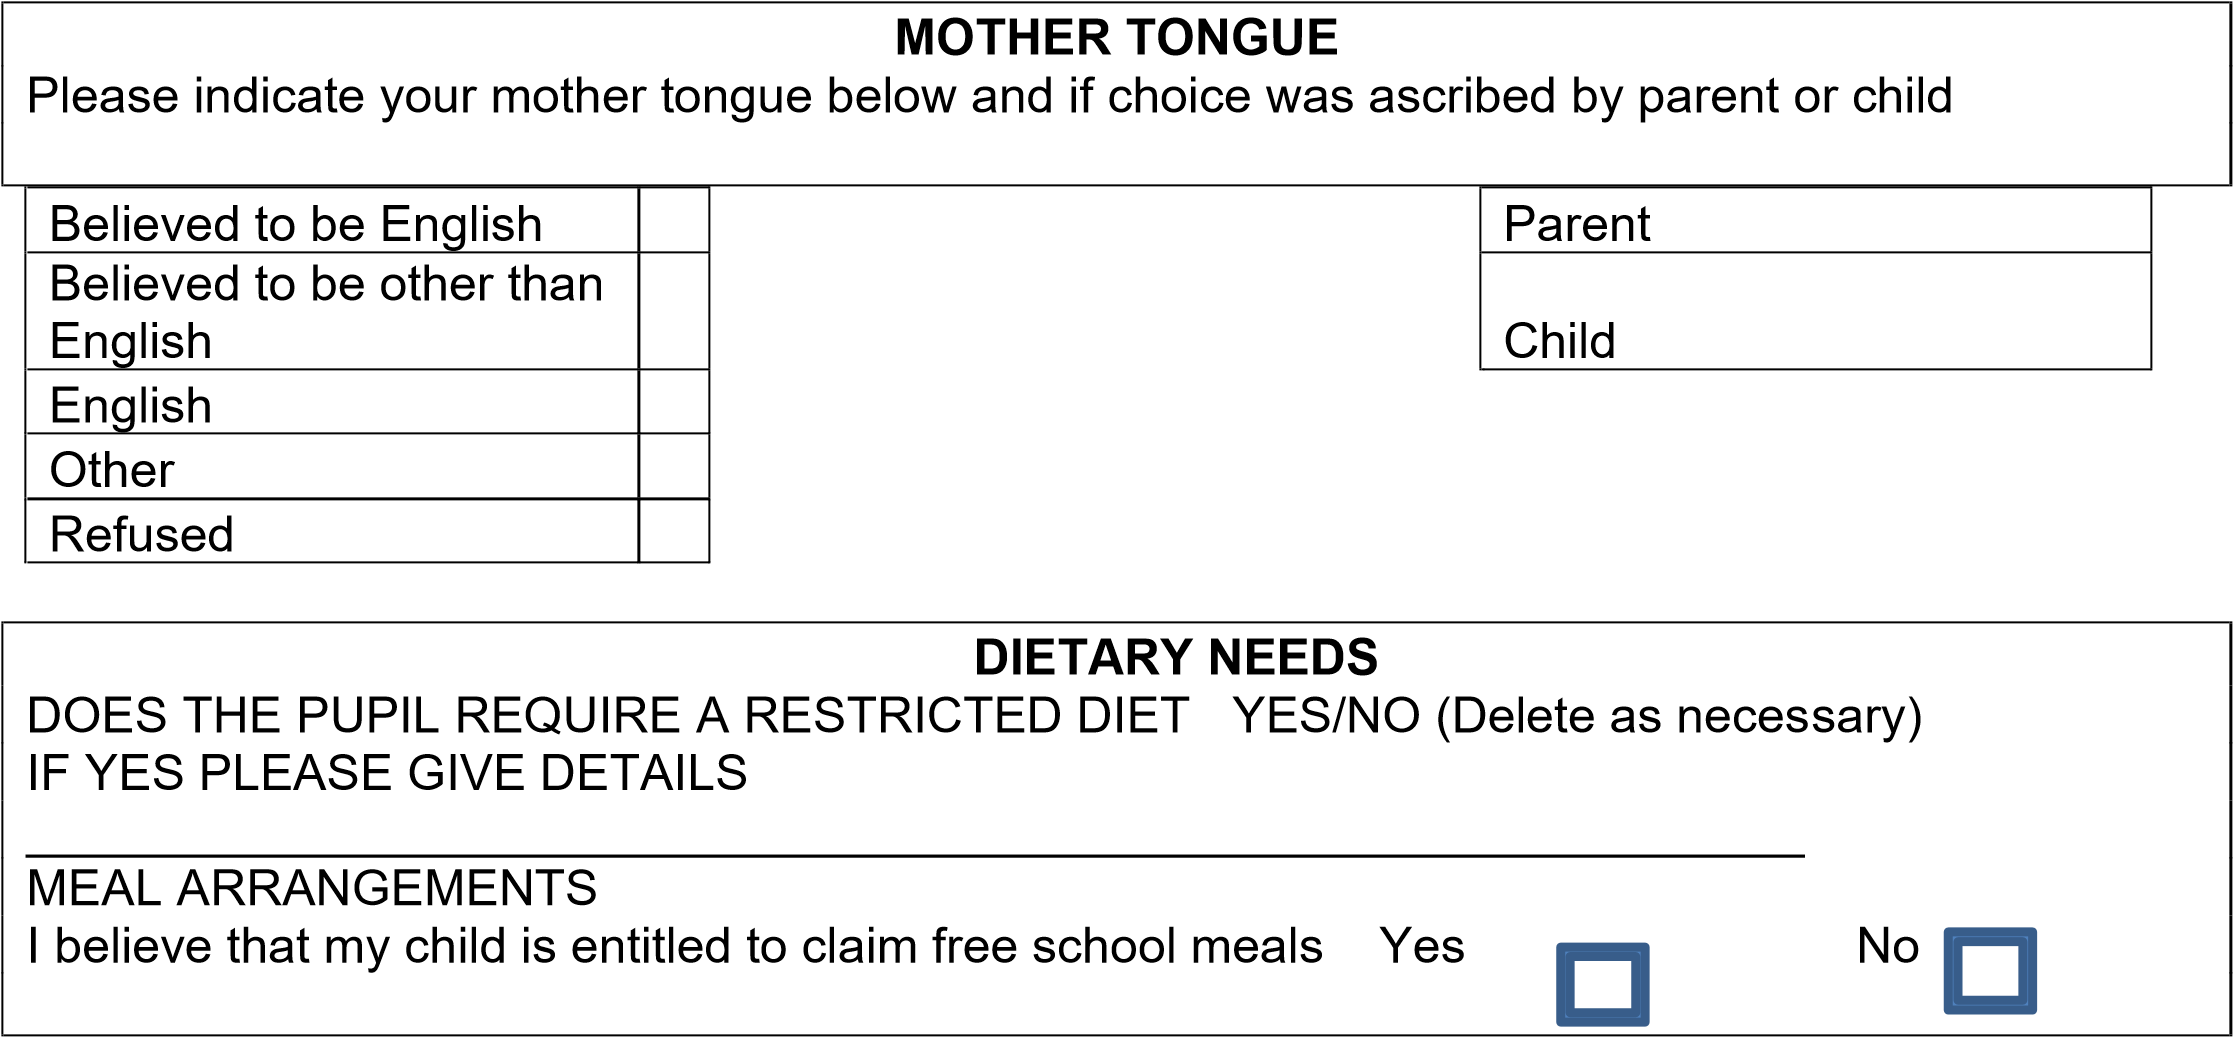 MOTHER TONGUE
Please indicate your mother tongue below and if choice was ascribed by parent or child
Believed to be English
Parent
Believed to be other than
English
Child
English
Other
Refused
DIETARY NEEDS
DOES THE PUPIL REQUIRE A RESTRICTED DIET YES/NO (Delete as necessary)
IF YES PLEASE GIVE DETAILS
MEAL ARRANGEMENTS
I believe that my child is entitled to claim free school meals Yes No